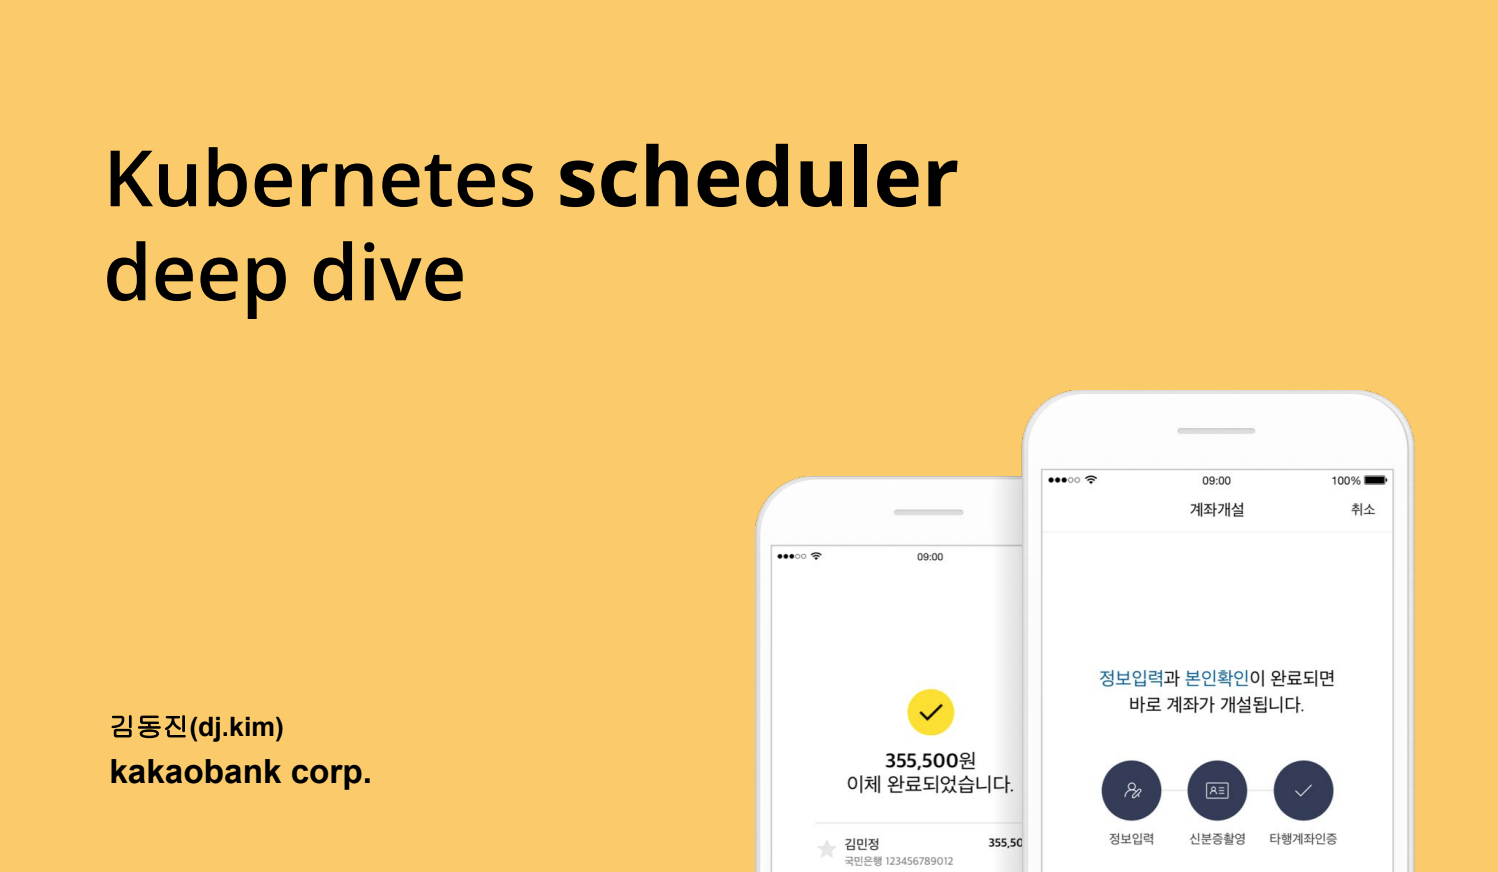 Kubernetes scheduler
deep dive
김동진(dj.kim)
kakaobank corp.
09:00
355,500원
이체 완료되었습니다.
김민정 355,50
국민은행 123456789012
09:00 100%
계좌개설 취소
정보입력과 본인확인이 완료되면
바로 계좌가 개설됩니다.
정보입력 신분증촬영 타행계좌인증